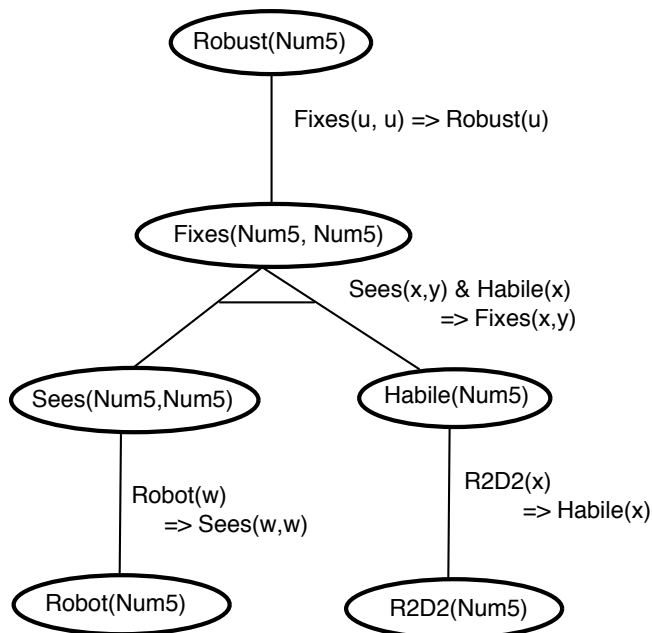 Robust(Num5)
Fixes(u, u) => Robust(u)
Fixes(Num5, Num5)
Sees(x,y) & Habile(x)
=> Fixes(x,y)
Sees(Num5,Num5)
Habile(Num5)
Robot(w)
=> Sees(w,w)
R2D2(x)
=> Habile(x)
Robot(Num5)
R2D2(Num5)